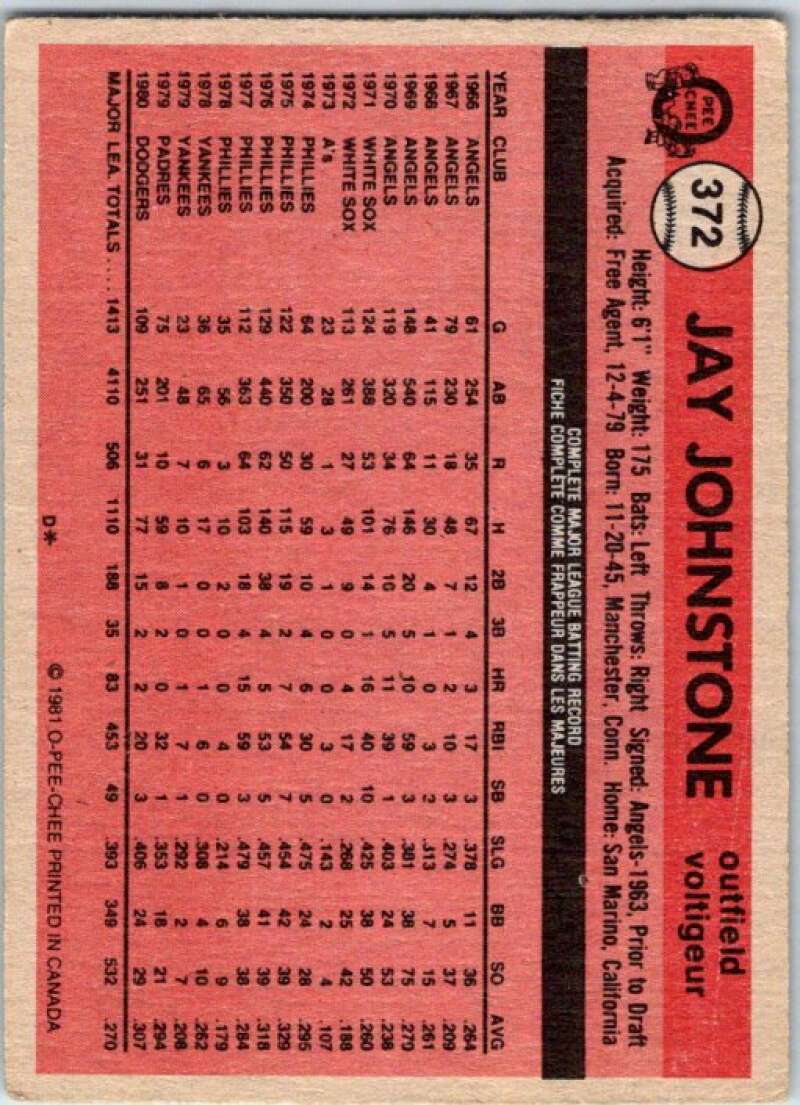 O PEE CHEE
372
JAY JOHNSTONE
outfield
voltigeur
Height: 6'1" Weight: 175 Bats: Left Throws: Right Signed: Angels-1963, Prior to Draft
Acquired: Free Agent, 12-4-79 Born: 11-20-45, Manchester, Conn. Home: San Marino, California
COMPLETE MAJOR LEAGUE BATTING RECORD
FICHE COMPLETE COMME FRAPPEUR DANS LES MAJEURES
YEAR CLUB G AB R H 2B 3B HR RBI SB SLG BB SO AVG
1966 ANGELS 61 254 35 67 12 4 3 17 3 .378 11 36 .264
1967 ANGELS 79 230 18 48 7 1 2 10 3 .274 5 37 .209
1968 ANGELS 41 115 11 30 4 1 0 3 2 .313 7 15 .261
1969 ANGELS 148 540 64 146 20 5 10 59 3 .381 38 75 .270
1970 ANGELS 119 320 34 76 10 5 11 39 1 .403 24 53 .238
1971 WHITE SOX 124 388 53 101 14 1 16 40 10 .425 38 50 .260
1972 WHITE SOX 113 261 27 49 9 0 4 17 2 .268 25 42 .188
1973 A's 23 28 1 3 1 0 0 3 0 .143 2 4 .107
1974 PHILLIES 64 200 30 59 10 4 6 30 5 .475 24 28 .295
1975 PHILLIES 122 350 50 115 19 2 7 54 7 .454 42 39 .329
1976 PHILLIES 129 440 62 140 38 4 5 53 5 .457 41 39 .318
1977 PHILLIES 112 363 64 103 18 4 15 59 3 .479 38 38 .284
1978 PHILLIES 35 56 3 10 2 0 0 4 0 .214 6 9 .179
1978 YANKEES 36 65 6 17 0 0 1 6 0 .308 4 10 .262
1979 YANKEES 23 48 7 10 1 0 1 7 1 .292 2 7 .208
1979 PADRES 75 201 10 59 8 2 0 32 1 .353 18 21 .294
1980 DODGERS 109 251 31 77 15 2 2 20 3 .406 24 29 .307
MAJOR LEA. TOTALS .... 1413 4110 506 1110 188 35 83 453 49 .393 349 532 .270
D* © 1981 O-PEE-CHEE PRINTED IN CANADA